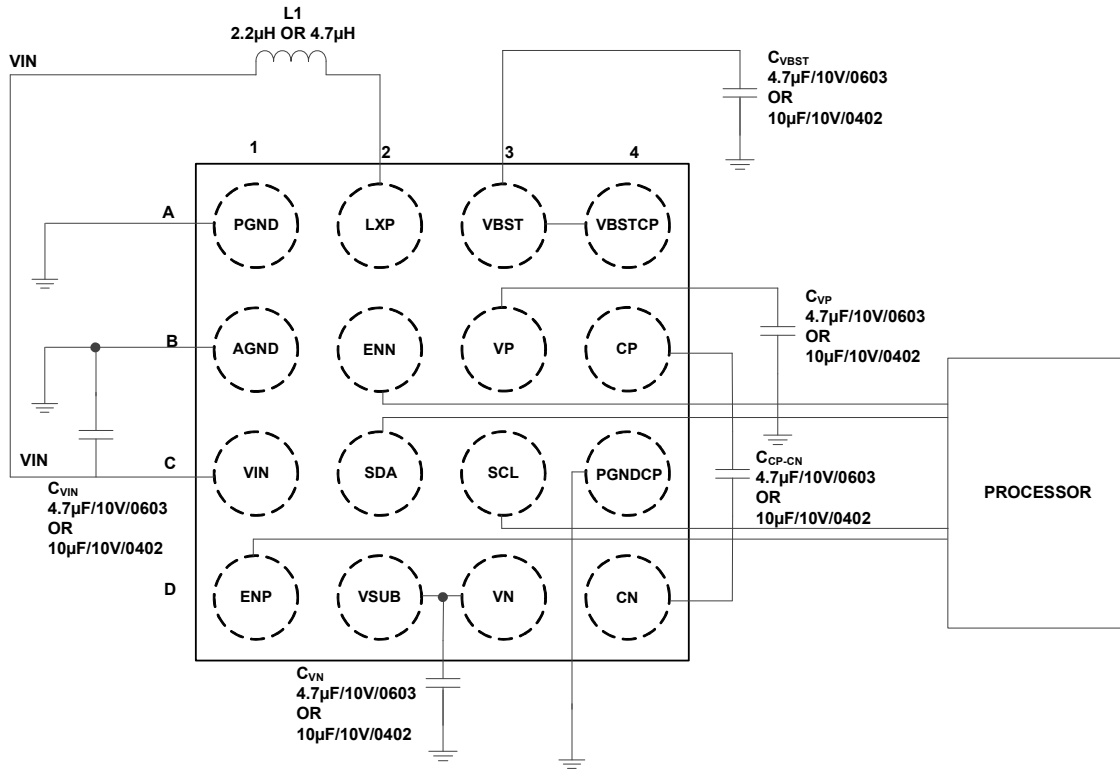 L1
2.2µH OR 4.7µH
VIN
CVBST
4.7µF/10V/0603
OR
10µF/10V/0402
1
2
3
4
A
PGND
LXP
VBST
VBSTCP
CVP
4.7µF/10V/0603
OR
10µF/10V/0402
B
AGND
ENN
VP
CP
VIN
C
VIN
SDA
SCL
PGNDCP
CCP-CN
4.7µF/10V/0603
OR
10µF/10V/0402
PROCESSOR
CVIN
4.7µF/10V/0603
OR
10µF/10V/0402
D
ENP
VSUB
VN
CN
CVN
4.7µF/10V/0603
OR
10µF/10V/0402